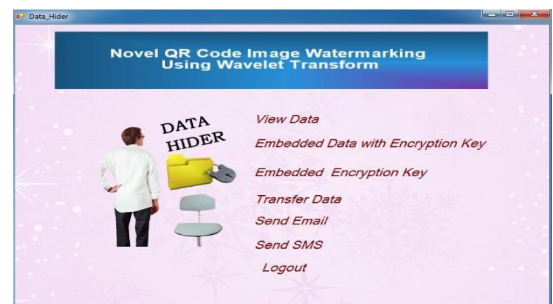 Data_Hider
Novel QR Code Image Watermarking
Using Wavelet Transform
DATA
HIDER
View Data
Embedded Data with Encryption Key
Embedded Encryption Key
Transfer Data
Send Email
Send SMS
Logout